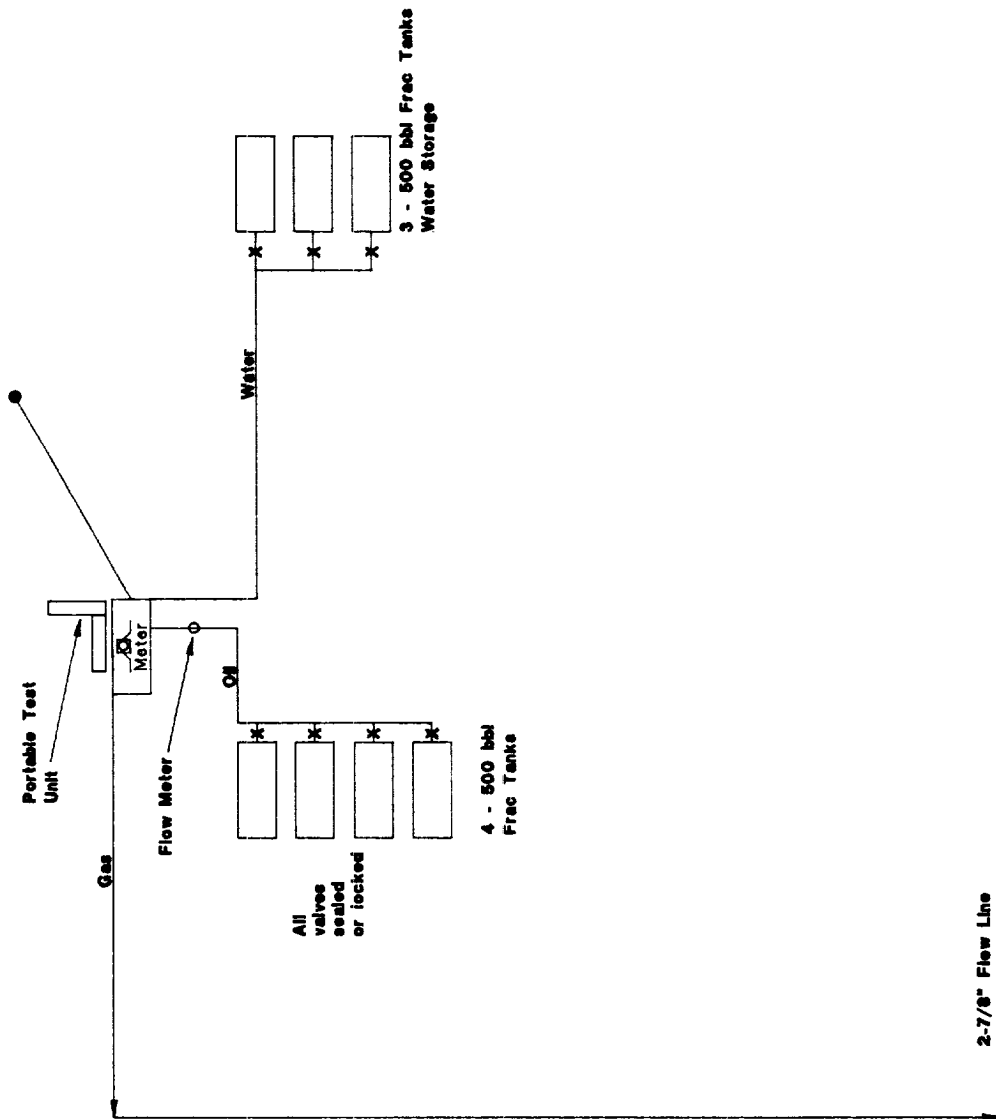 3 - 500 bbl Frac Tanks
Water Storage
Water
Meter
Oil
Portable Test
Unit
Flow Meter
4 - 500 bbl
Frac Tanks
Gas
All
valves
sealed
or locked
2-7/8" Flow Line